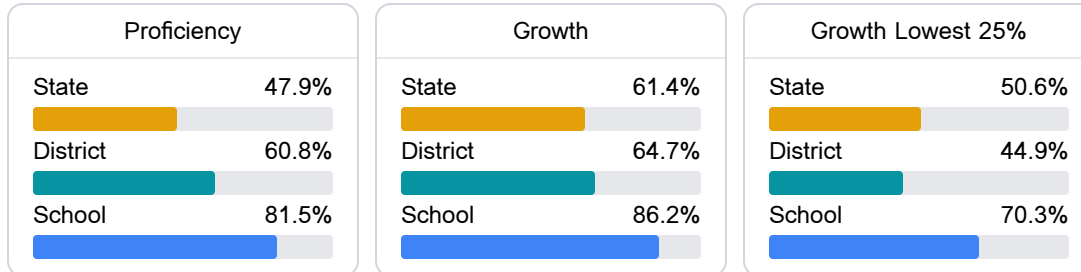 Proficiency
State 47.9%
District 60.8%
School 81.5%
Growth
State 61.4%
District 64.7%
School 86.2%
Growth Lowest 25%
State 50.6%
District 44.9%
School 70.3%